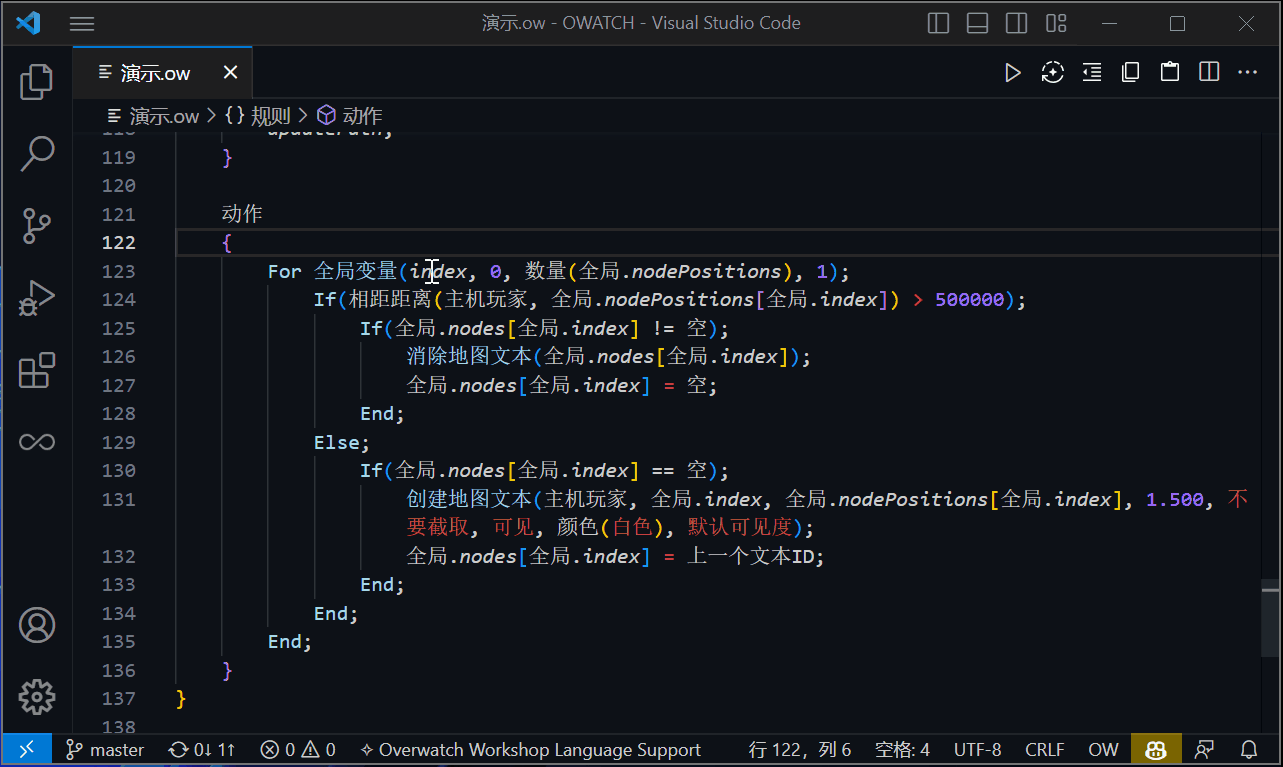 演示.ow - OWATCH - Visual Studio Code
演示.ow
演示.ow > {} 规则 > 动作
118 updatePath;
119 }
120
121 动作
122 {
123 For 全局变量(index, 0, 数量(全局.nodePositions), 1);
124 If(相距距离(主机玩家, 全局.nodePositions[全局.index]) > 500000);
125 If(全局.nodes[全局.index] != 空);
126 消除地图文本(全局.nodes[全局.index]);
127 全局.nodes[全局.index] = 空;
128 End;
129 Else;
130 If(全局.nodes[全局.index] == 空);
131 创建地图文本(主机玩家, 全局.index, 全局.nodePositions[全局.index], 1.500, 不
要截取, 可见, 颜色(白色), 默认可见度);
132 全局.nodes[全局.index] = 上一个文本ID;
133 End;
134 End;
135 End;
136 }
137 }
138
master 0↓ 1↑ 0 0 Overwatch Workshop Language Support 行 122，列 6 空格: 4 UTF-8 CRLF OW